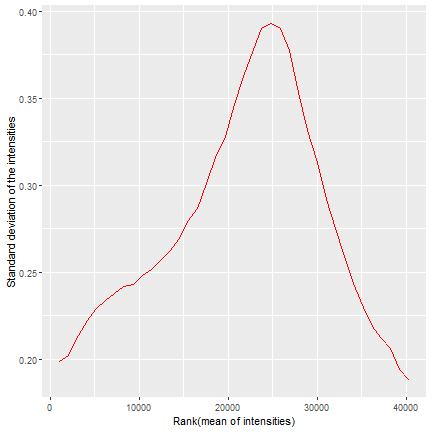 0.40
0.35
0.30
0.25
0.20
Standard deviation of the intensities
0 10000 20000 30000 40000
Rank(mean of intensities)